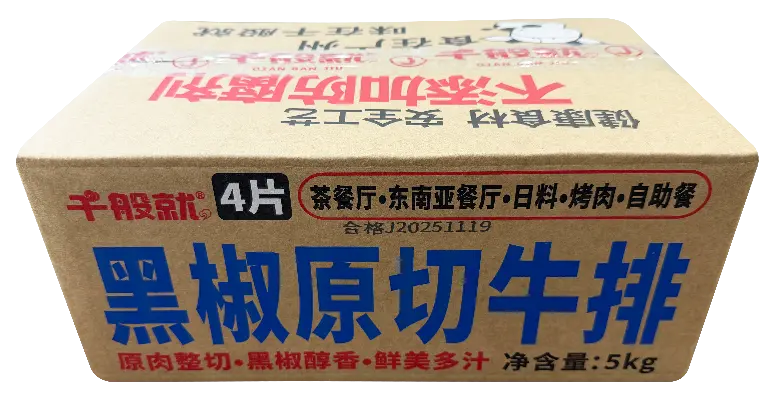 味在千般就
食在广州
QIAN BAN JIU
不添加防腐剂
健康食材 安全工艺
千般就® 4片 茶餐厅·东南亚餐厅·日料·烤肉·自助餐
合格J20251119
黑椒原切牛排
原肉整切·黑椒醇香·鲜美多汁 净含量:5kg